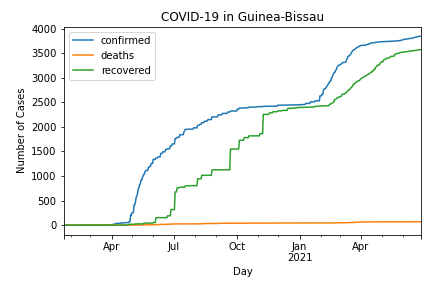 COVID-19 in Guinea-Bissau
confirmed
deaths
recovered
Number of Cases
4000
3500
3000
2500
2000
1500
1000
500
0
Apr
Jul
Oct
Jan
2021
Apr
Day